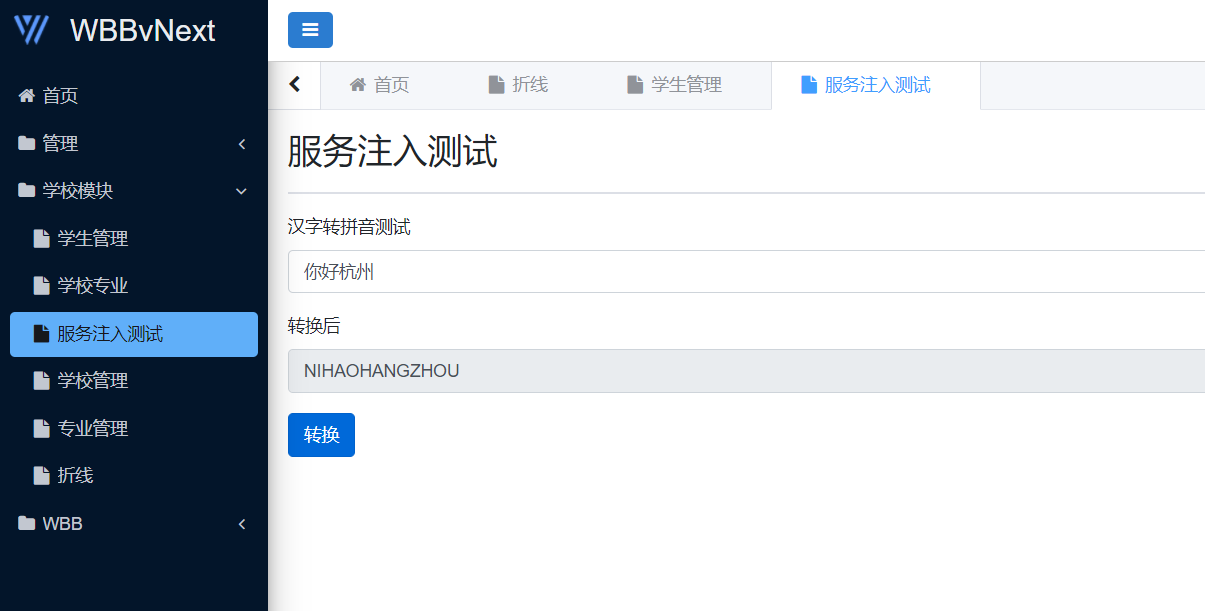 WBBvNext
首页
管理
学校模块
学生管理
学校专业
服务注入测试
学校管理
专业管理
折线
WBB
首页
折线
学生管理
服务注入测试
服务注入测试
汉字转拼音测试
你好杭州
转换后
NIHAOHANGZHOU
转换